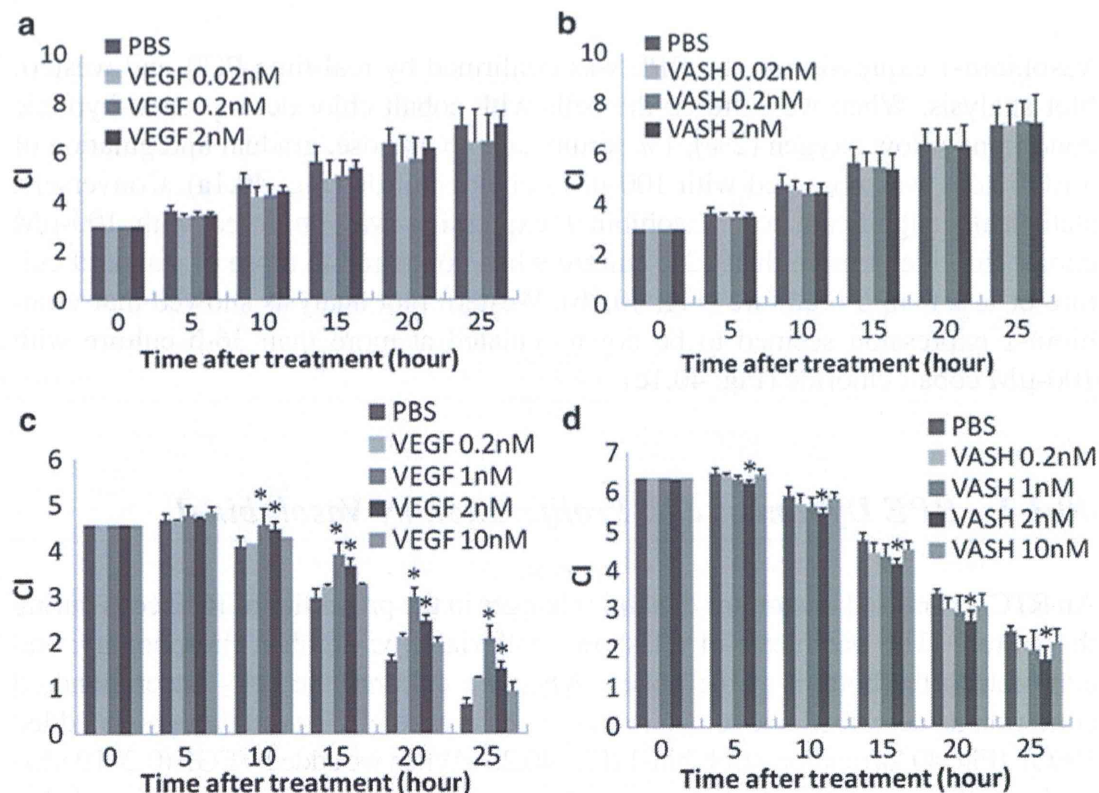 a
PBS
VEGF 0.02nM
VEGF 0.2nM
VEGF 2nM
10
8
6
4
2
0
CI
0 5 10 15 20 25
Time after treatment (hour)
b
PBS
VASH 0.02nM
VASH 0.2nM
VASH 2nM
10
8
6
4
2
0
CI
0 5 10 15 20 25
Time after treatment (hour)
c
PBS
VEGF 0.2nM
VEGF 1nM
VEGF 2nM
VEGF 10nM
6
5
4
3
2
1
0
CI
* * * * * * * *
0 5 10 15 20 25
Time after treatment (hour)
d
PBS
VASH 0.2nM
VASH 1nM
VASH 2nM
VASH 10nM
7
6
5
4
3
2
1
0
CI
* * * * *
0 5 10 15 20 25
Time after treatment (hour)